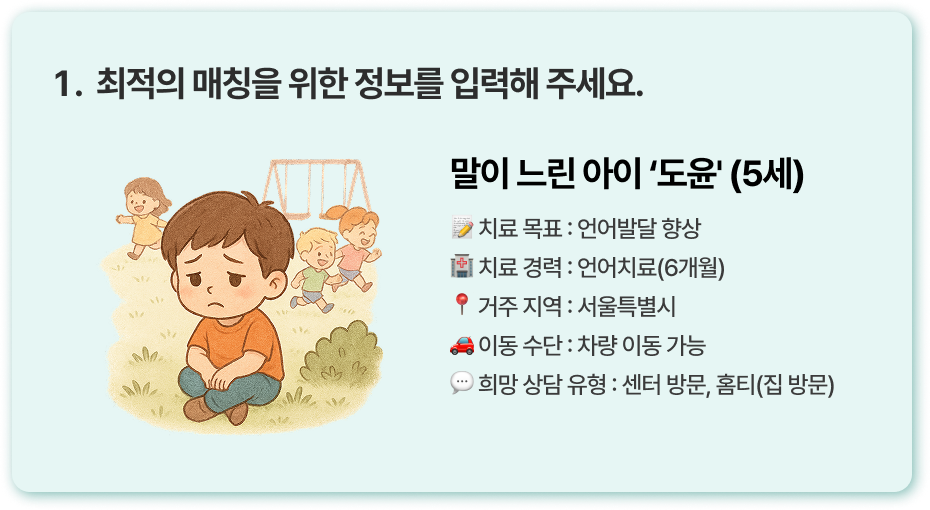 1. 최적의 매칭을 위한 정보를 입력해 주세요.
말이 느린 아이 ‘도윤' (5세)
📝 치료 목표 : 언어발달 향상
🏥 치료 경력 : 언어치료(6개월)
📍 거주 지역 : 서울특별시
🚗 이동 수단 : 차량 이동 가능
💬 희망 상담 유형 : 센터 방문, 홈티(집 방문)